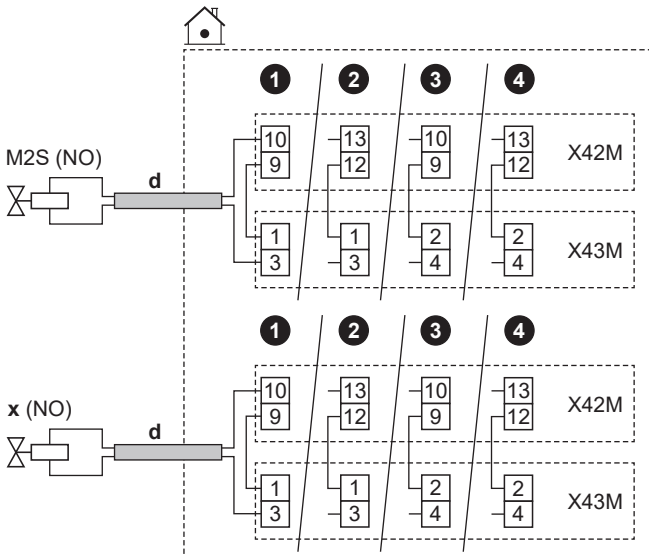 1 2 3 4
10 13 10 13
X42M
M2S (NO)
9 12 9 12
d
1 1 2 2
X43M
3 3 4 4
1 2 3 4
10 13 10 13
X42M
x (NO)
9 12 9 12
d
1 1 2 2
X43M
3 3 4 4